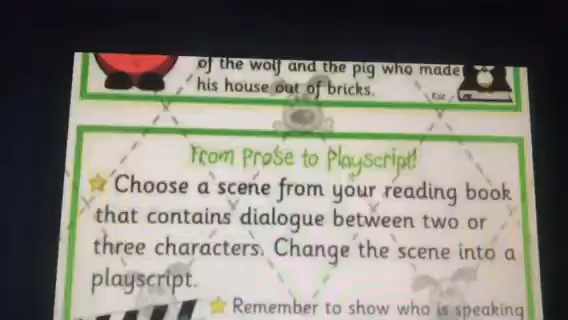 of the wolf and the pig who made
his house out of bricks.
From Prose to Playscript!
Choose a scene from your reading book
that contains dialogue between two or
three characters. Change the scene into a
playscript.
Remember to show who is speaking